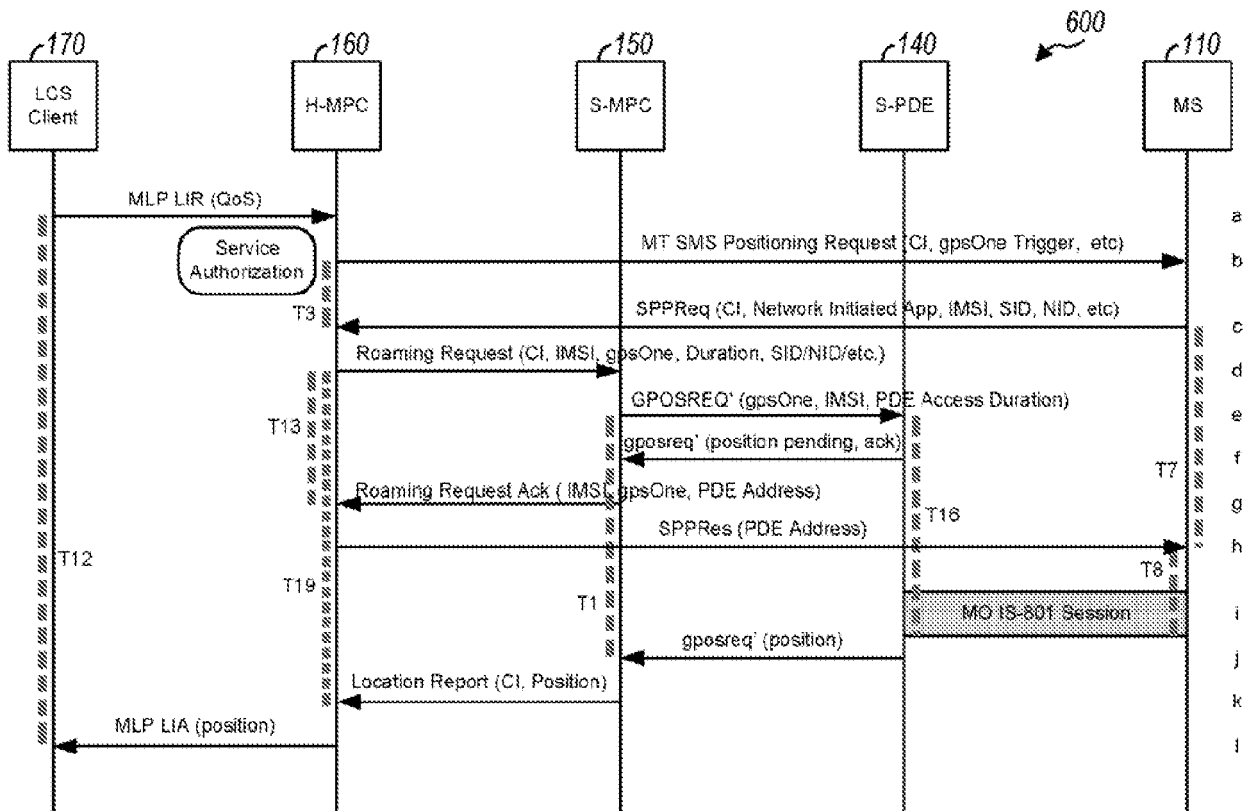 600
170
160
150
140
110
LCS
Client
H-MPC
S-MPC
S-PDE
MS
MLP LIR (QoS)
a
Service
Authorization
MT SMS Positioning Request (CI, gpsOne Trigger, etc)
b
T3
SPPReq (CI, Network Initiated App, IMSI, SID, NID, etc)
c
Roaming Request (CI, IMSI, gpsOne, Duration, SID/NID/etc.)
d
GPOSREQ' (gpsOne, IMSI, PDE Access Duration)
e
T13
gposreq' (position pending, ack)
f
T7
Roaming Request Ack ( IMSI, gpsOne, PDE Address)
g
T16
SPPRes (PDE Address)
h
T12
T8
T19
T1
MO IS-801 Session
i
gposreq' (position)
j
Location Report (CI, Position)
k
MLP LIA (position)
l